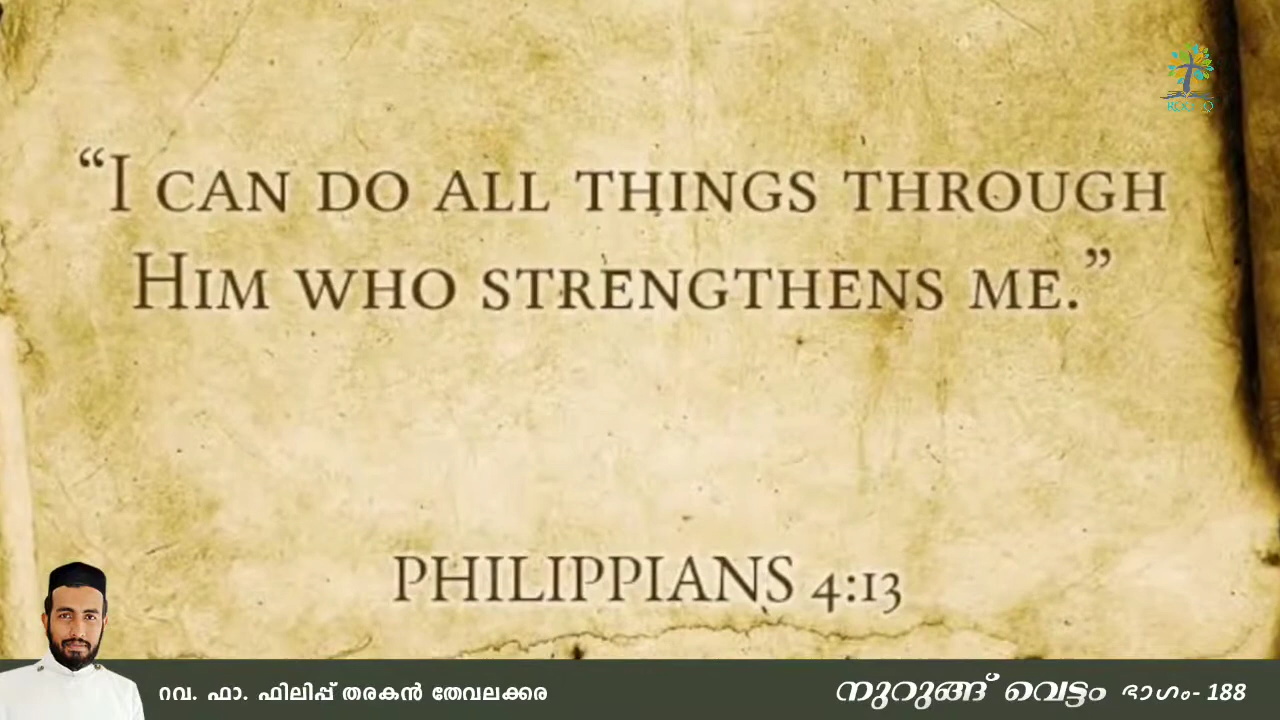 “I CAN DO ALL THINGS THROUGH
HIM WHO STRENGTHENS ME.”
PHILIPPIANS 4:13
റവ. ഫാ. ഫിലിപ്പ് തരകൻ തേവലക്കര
നുറുങ്ങ് വെട്ടം ഭാഗം- 188